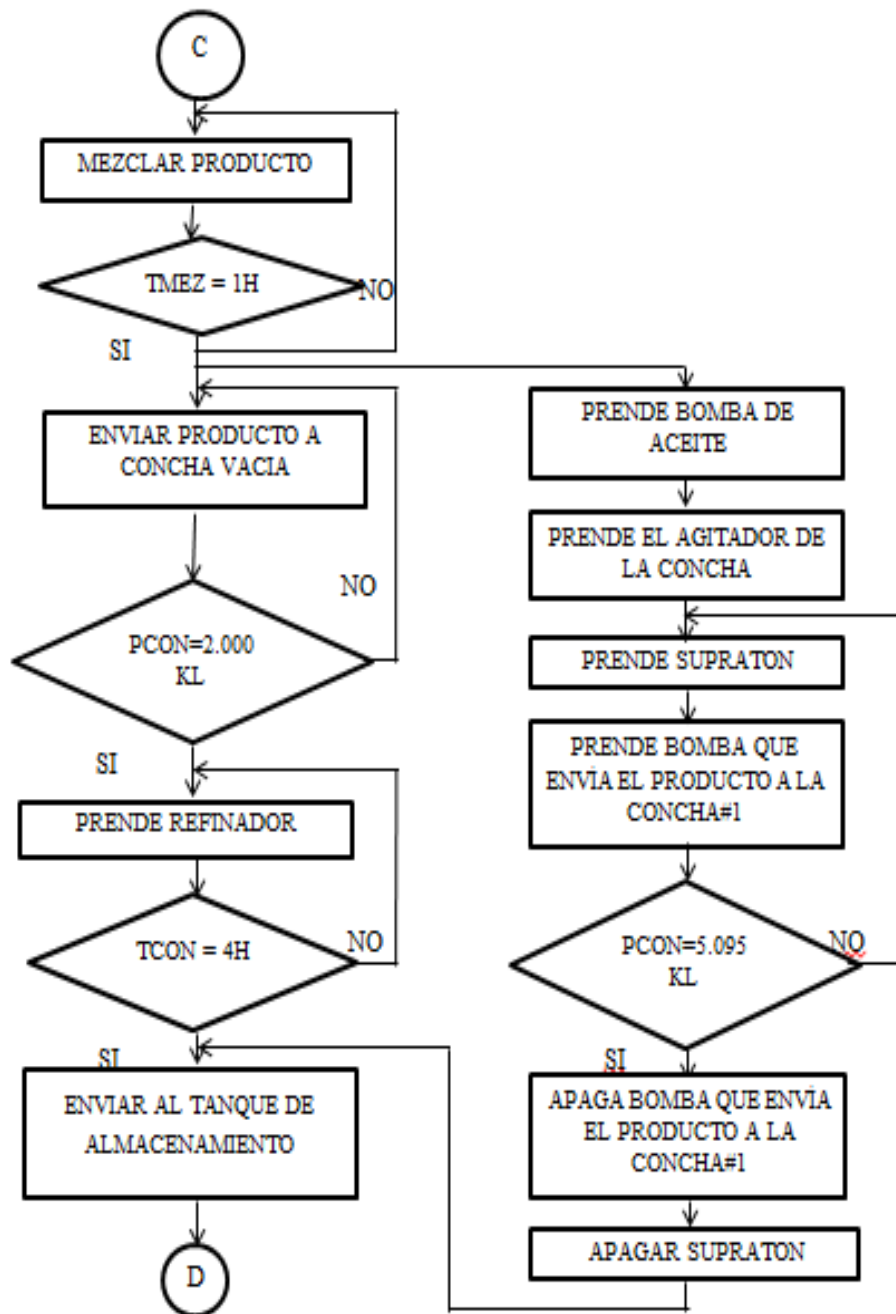 C
MEZCLAR PRODUCTO
TMEZ = 1H
NO
SI
ENVIAR PRODUCTO A
CONCHA VACIA
NO
PCON=2.000
KL
SI
PRENDE REFINADOR
TCON = 4H
NO
SI
ENVIAR AL TANQUE DE
ALMACENAMIENTO
D
PRENDE BOMBA DE
ACEITE
PRENDE EL AGITADOR DE
LA CONCHA
PRENDE SUPRATON
PRENDE BOMBA QUE
ENVÍA EL PRODUCTO A LA
CONCHA#1
PCON=5.095
KL
NO
SI
APAGA BOMBA QUE ENVÍA
EL PRODUCTO A LA
CONCHA#1
APAGAR SUPRATON